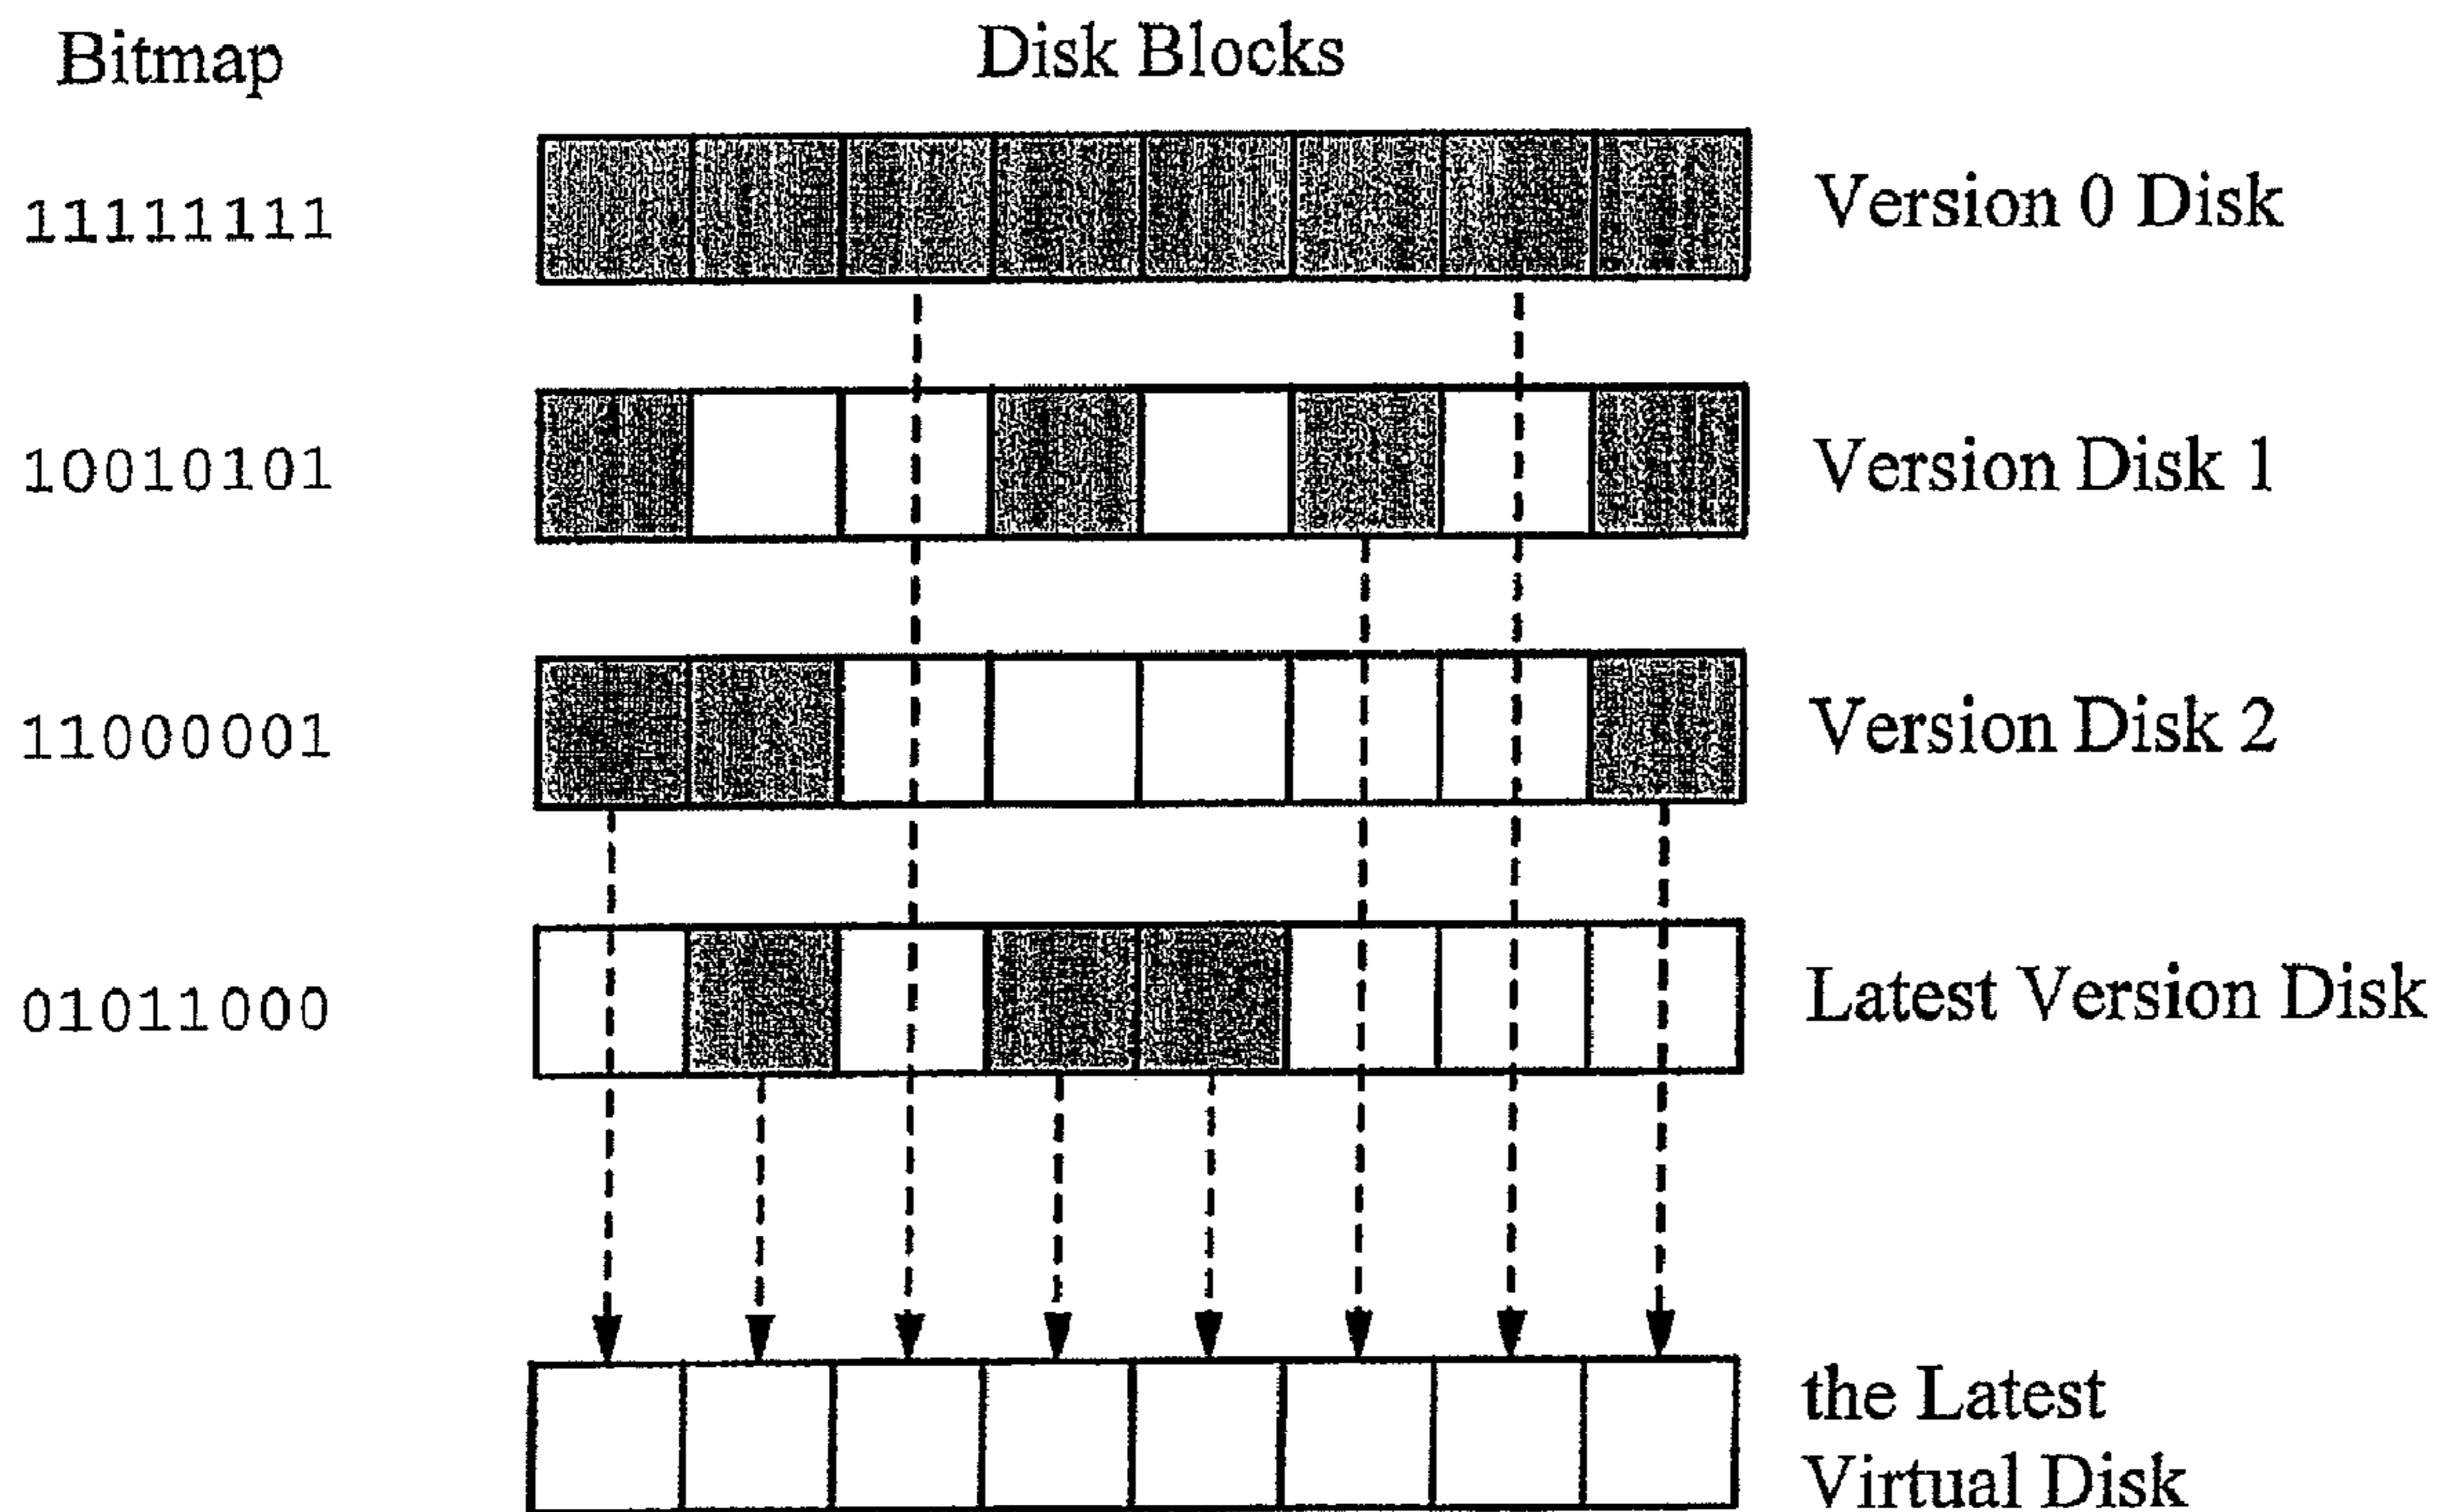 Bitmap
Disk Blocks
11111111
Version 0 Disk
10010101
Version Disk 1
11000001
Version Disk 2
01011000
Latest Version Disk
the Latest
Virtual Disk